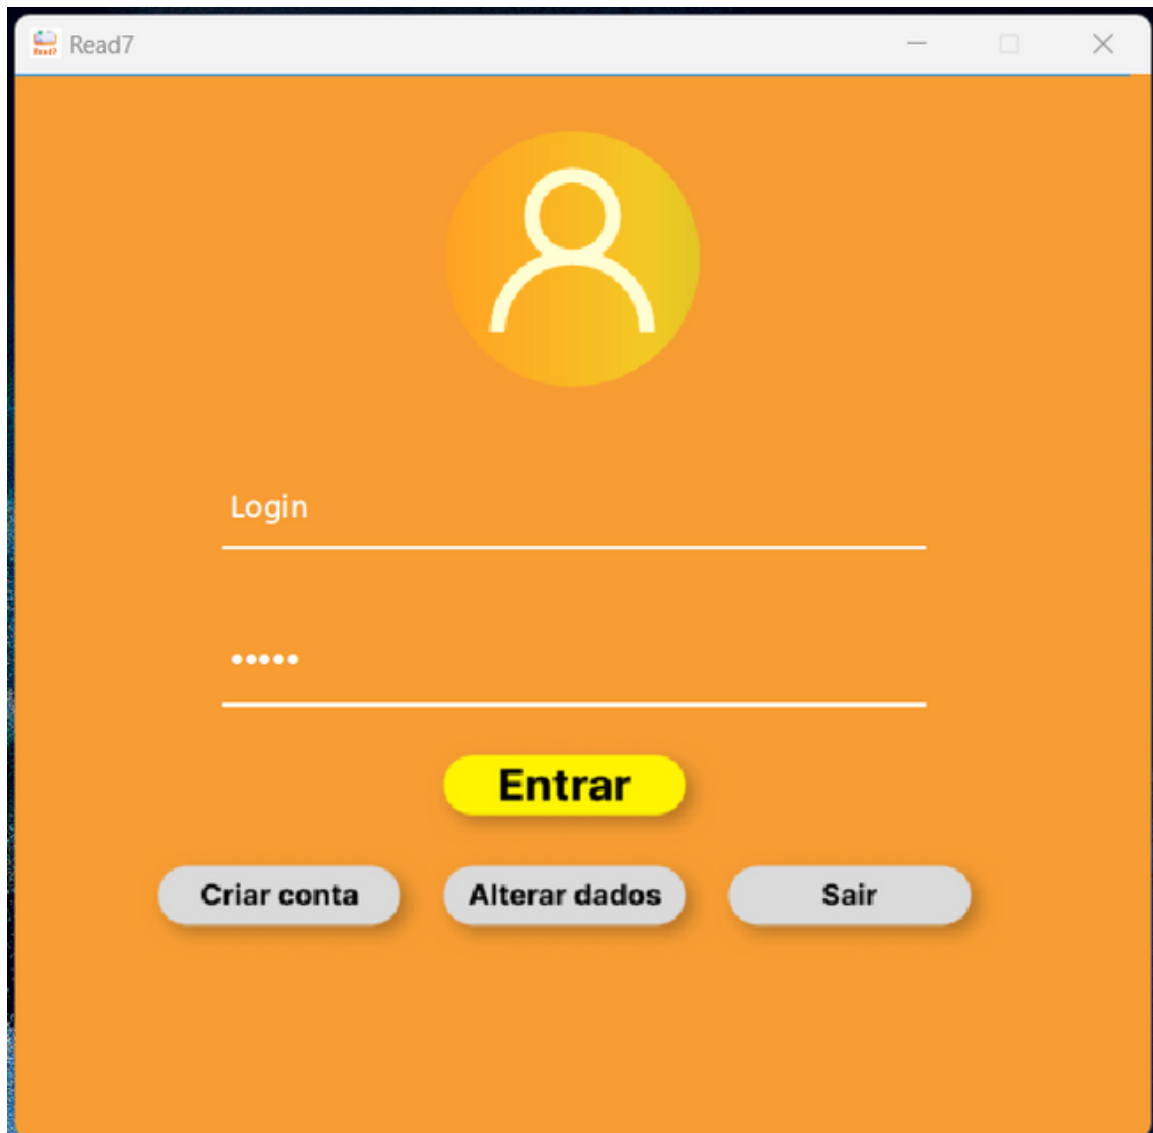 Read7
Login
•••••
Entrar
Criar conta
Alterar dados
Sair